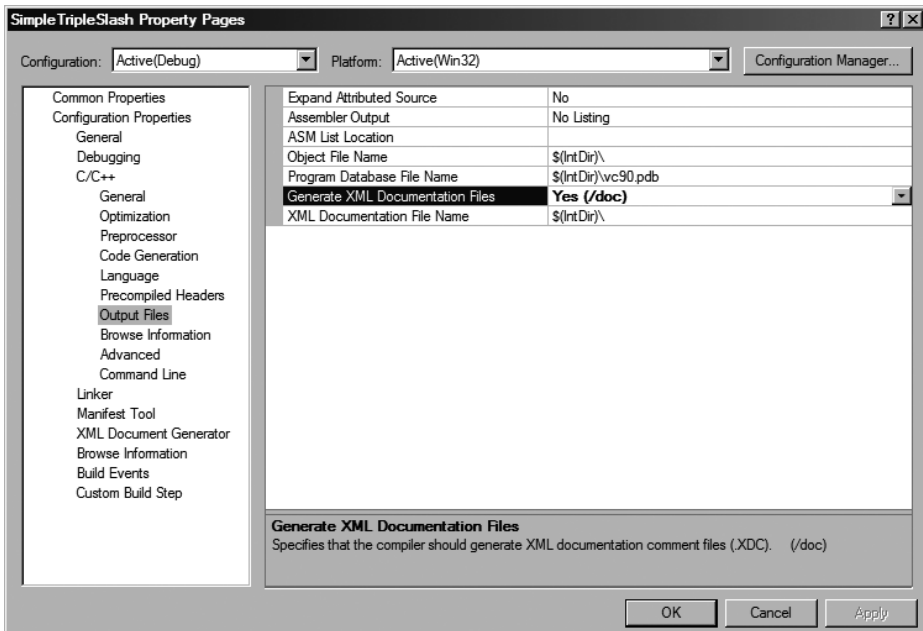 SimpleTripleSlash Property Pages
Configuration: Active(Debug) Platform: Active(Win32) Configuration Manager...
Common Properties
Configuration Properties
General
Debugging
C/C++
General
Optimization
Preprocessor
Code Generation
Language
Precompiled Headers
Output Files
Browse Information
Advanced
Command Line
Linker
Manifest Tool
XML Document Generator
Browse Information
Build Events
Custom Build Step
Expand Attributed Source No
Assembler Output No Listing
ASM List Location
Object File Name $(IntDir)\
Program Database File Name $(IntDir)\vc90.pdb
Generate XML Documentation Files Yes (/doc)
XML Documentation File Name $(IntDir)\
Generate XML Documentation Files
Specifies that the compiler should generate XML documentation comment files (.XDC). (/doc)
OK Cancel Apply